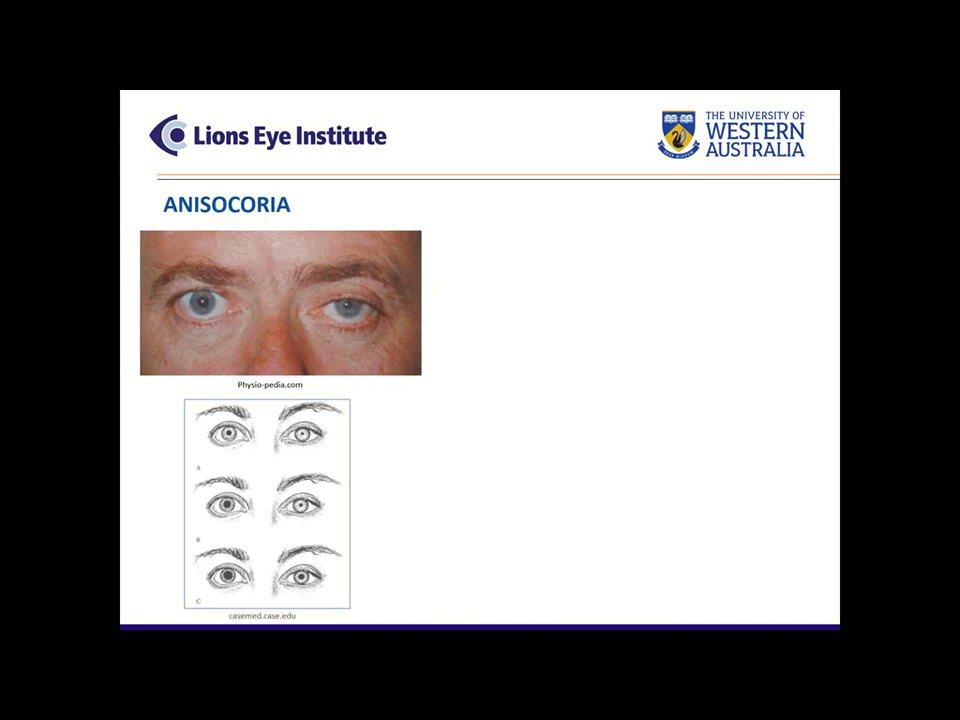 Lions Eye Institute
THE UNIVERSITY OF
WESTERN
AUSTRALIA
ANISOCORIA
Physio-pedia.com
A
B
C
casemed.case.edu